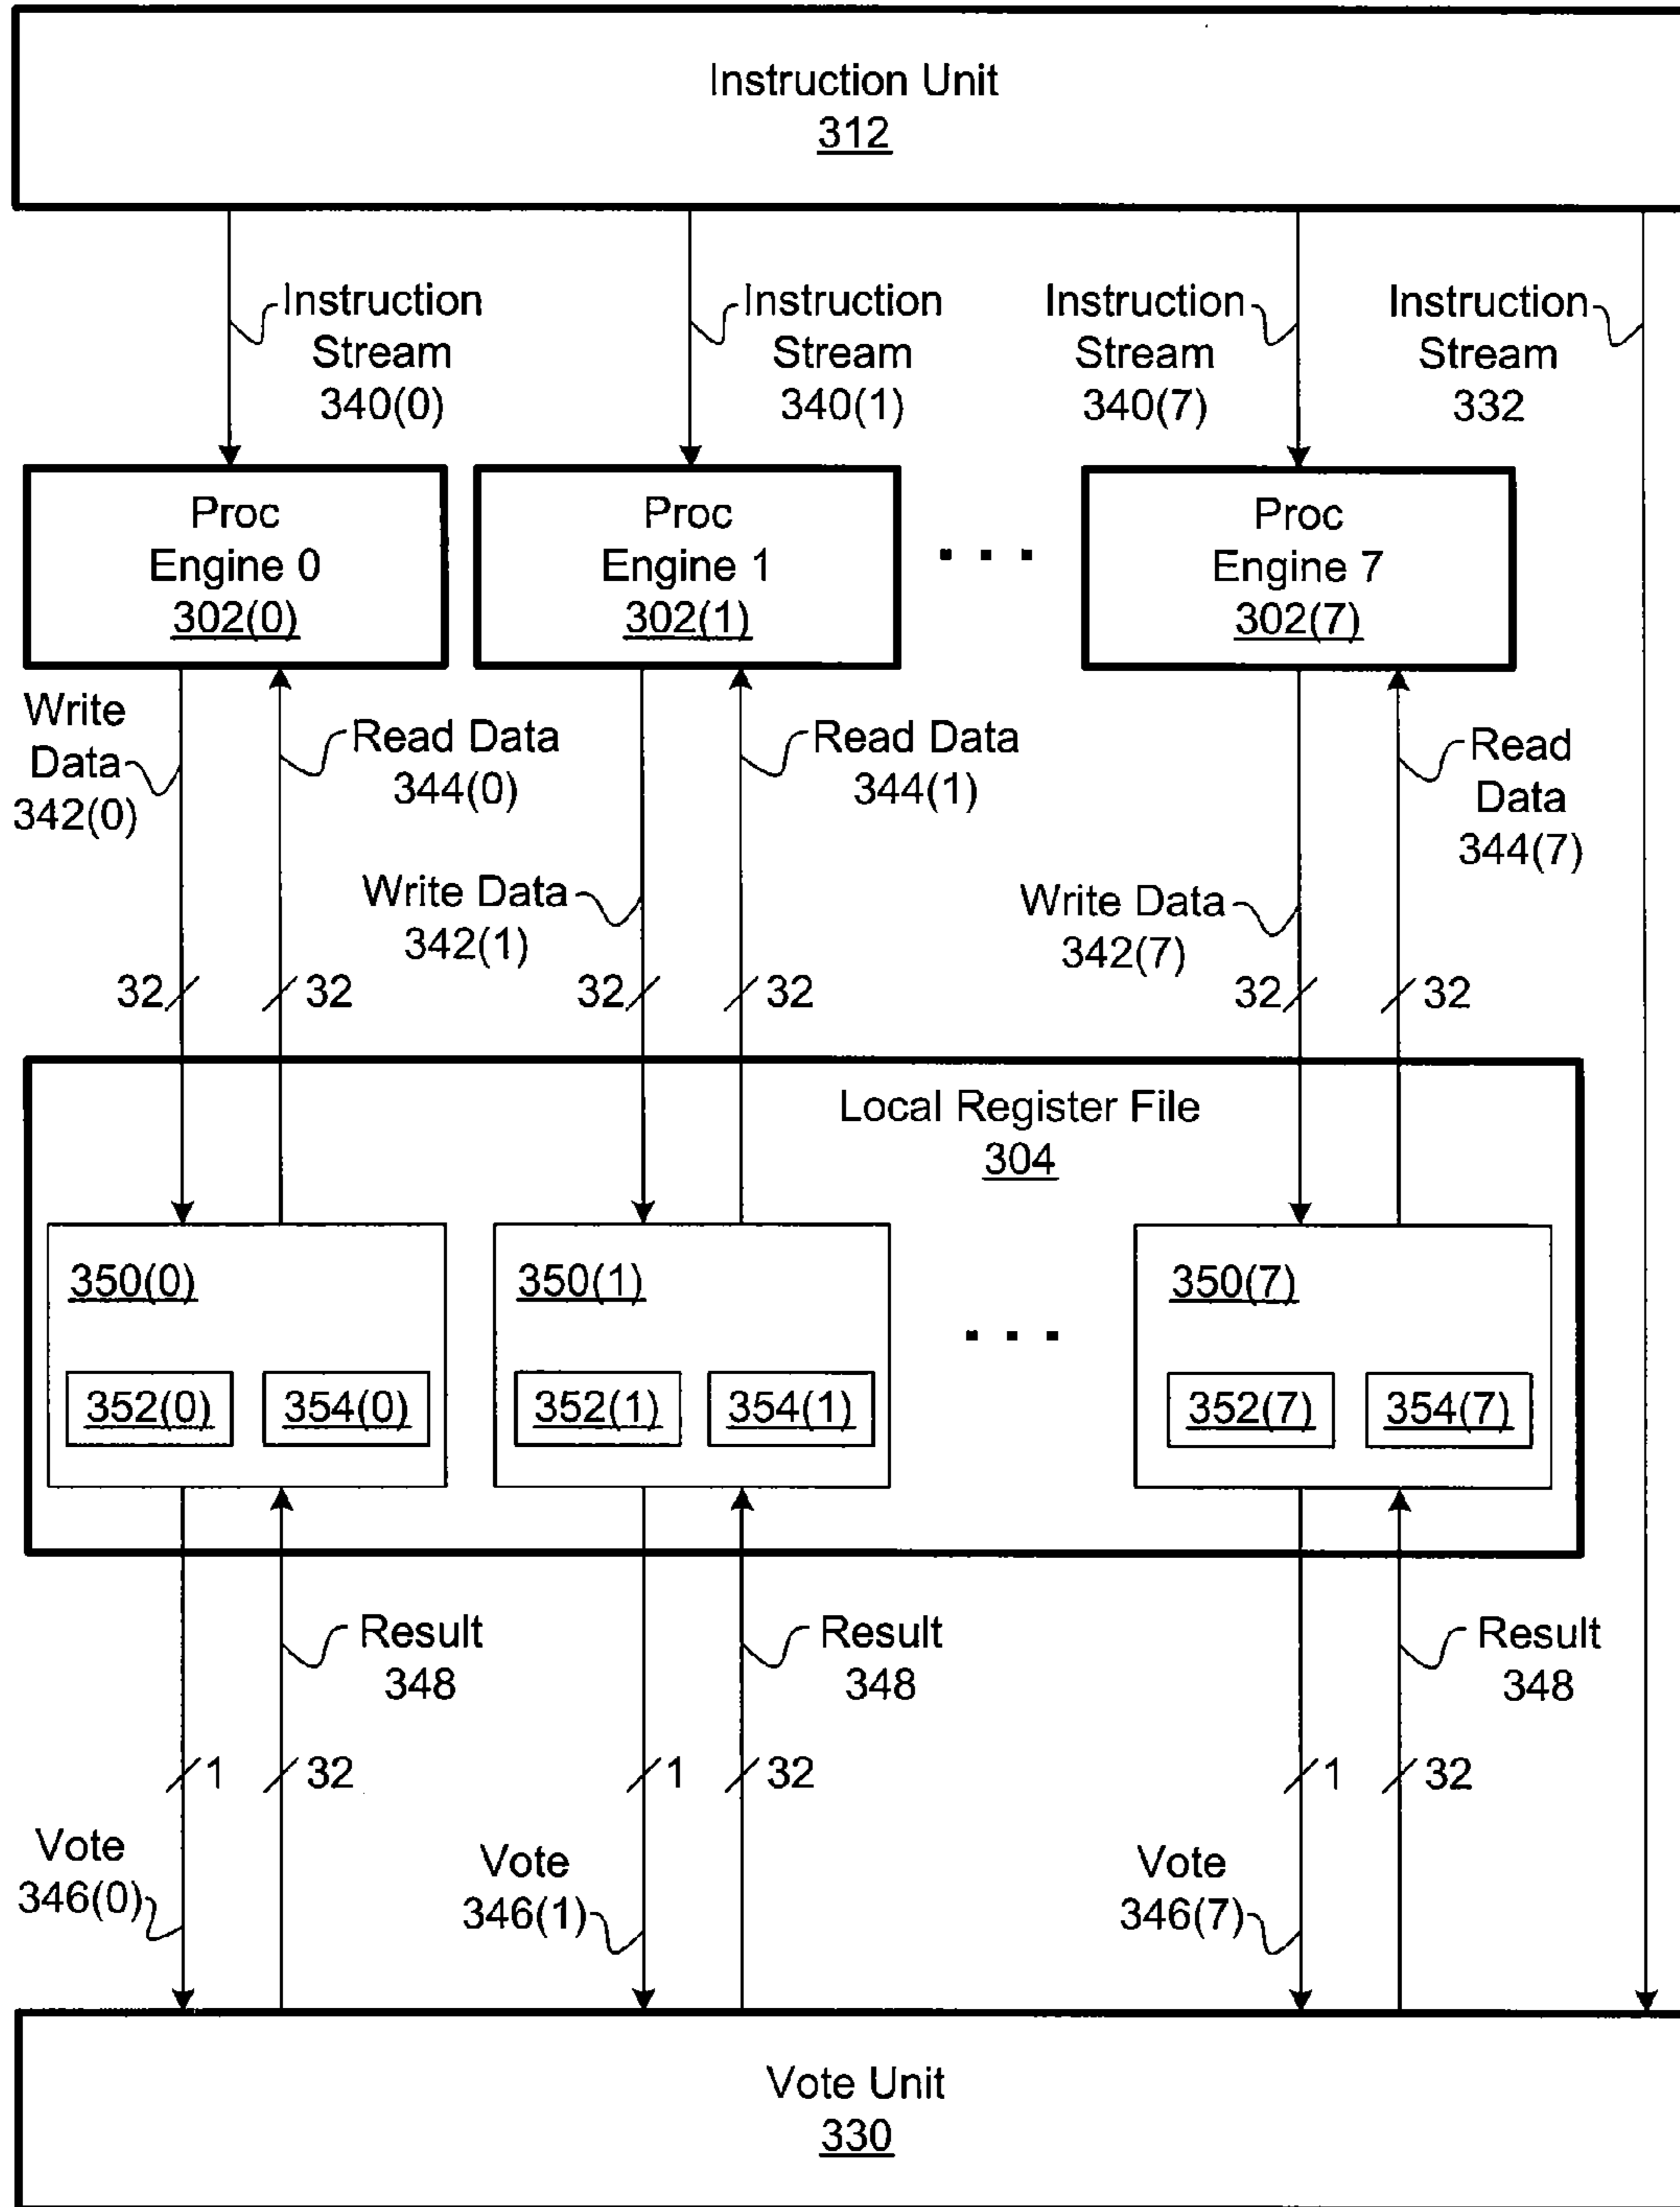 Instruction Unit
312
Instruction
Stream
340(0)
Instruction
Stream
340(1)
Instruction
Stream
340(7)
Instruction
Stream
332
Proc
Engine 0
302(0)
Proc
Engine 1
302(1)
. . .
Proc
Engine 7
302(7)
Write
Data
342(0)
Read Data
344(0)
Write Data
342(1)
Read Data
344(1)
Write Data
342(7)
Read
Data
344(7)
32
32
32
32
32
32
Local Register File
304
350(0)
352(0)
354(0)
350(1)
352(1)
354(1)
. . .
350(7)
352(7)
354(7)
Result
348
Result
348
Result
348
1
32
1
32
1
32
Vote
346(0)
Vote
346(1)
Vote
346(7)
Vote Unit
330